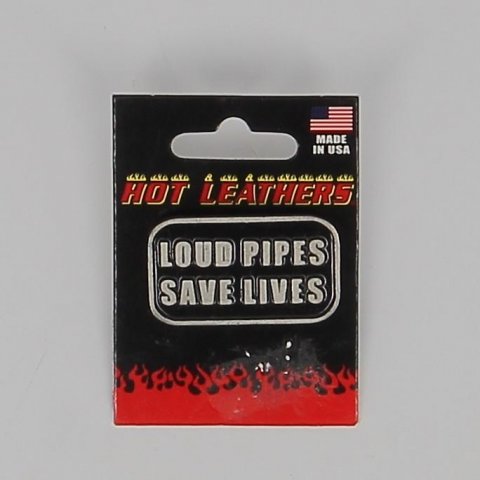 MADE
IN USA
HOT LEATHERS
LOUD PIPES
SAVE LIVES